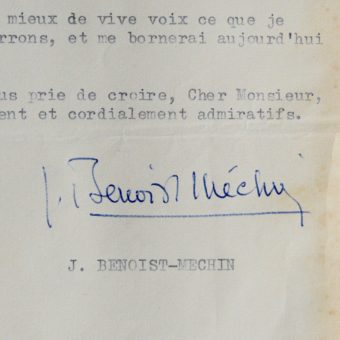 mieux de vive voix ce que je
rrons, et me bornerai aujourd'hui
us prie de croire, Cher Monsieur,
ent et cordialement admiratifs.
J. Benoist-Méchin
J. BENOIST-MECHIN